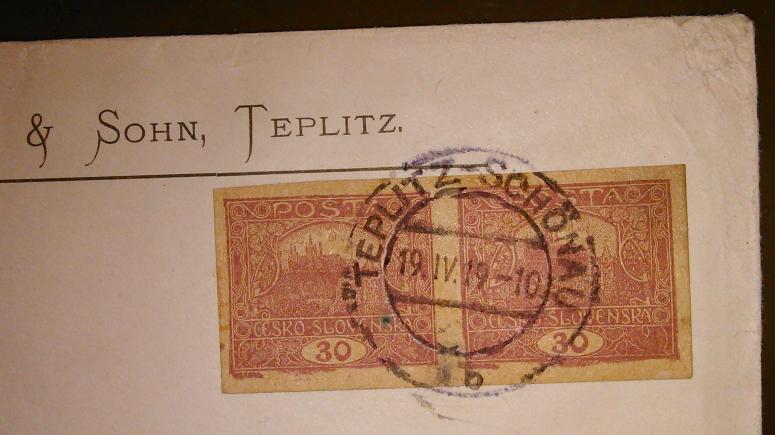 & SOHN, TEPLITZ.
TEPLITZ-SCHÖNAU
POSTA
19.IV.19.-10
ČESKO-SLOVENSKÁ
ČESKO-SLOVENSKÁ
30
30
b